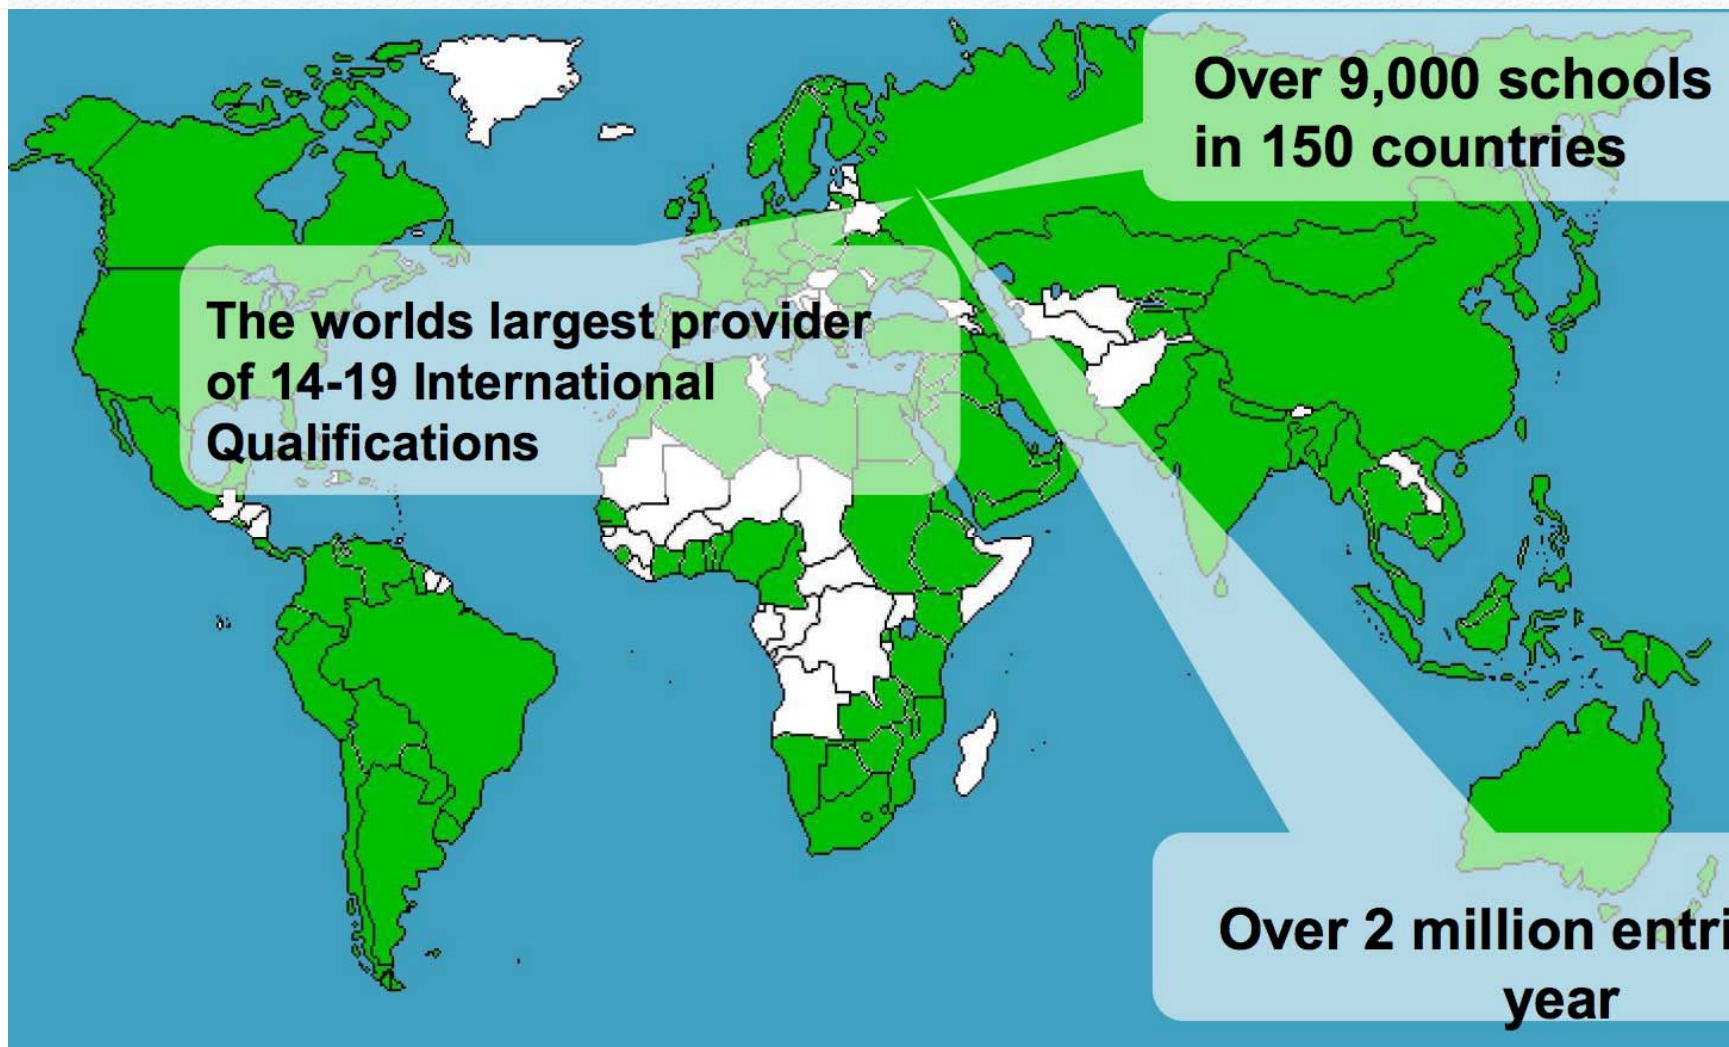 Over 9,000 schools
in 150 countries
The worlds largest provider
of 14-19 International
Qualifications
Over 2 million entri
year